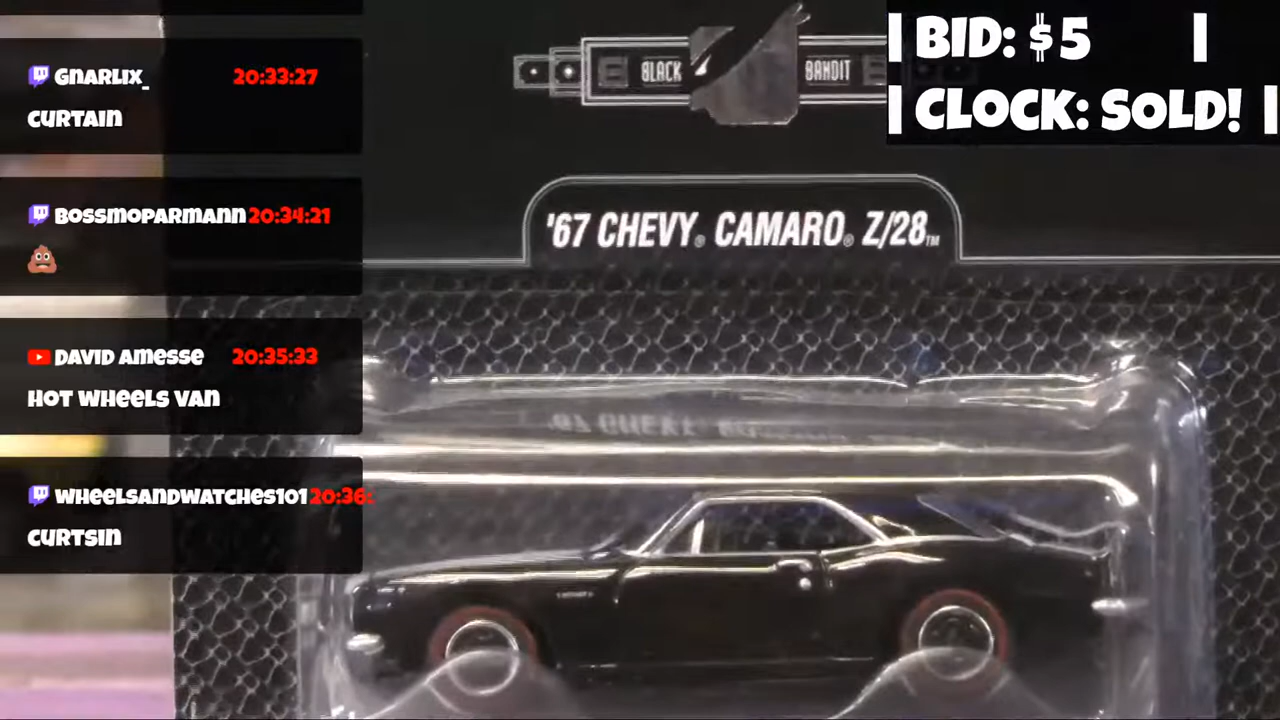 Gnarlix_ 20:33:27
curtain
Bossmoparmann 20:34:21
💩
David Amesse 20:35:33
Hot Wheels Van
wheelsandwatches101 20:36:
curtsin
BLACK BANDIT
'67 CHEVY® CAMARO® Z/28™
| BID: $5 |
| CLOCK: SOLD! |